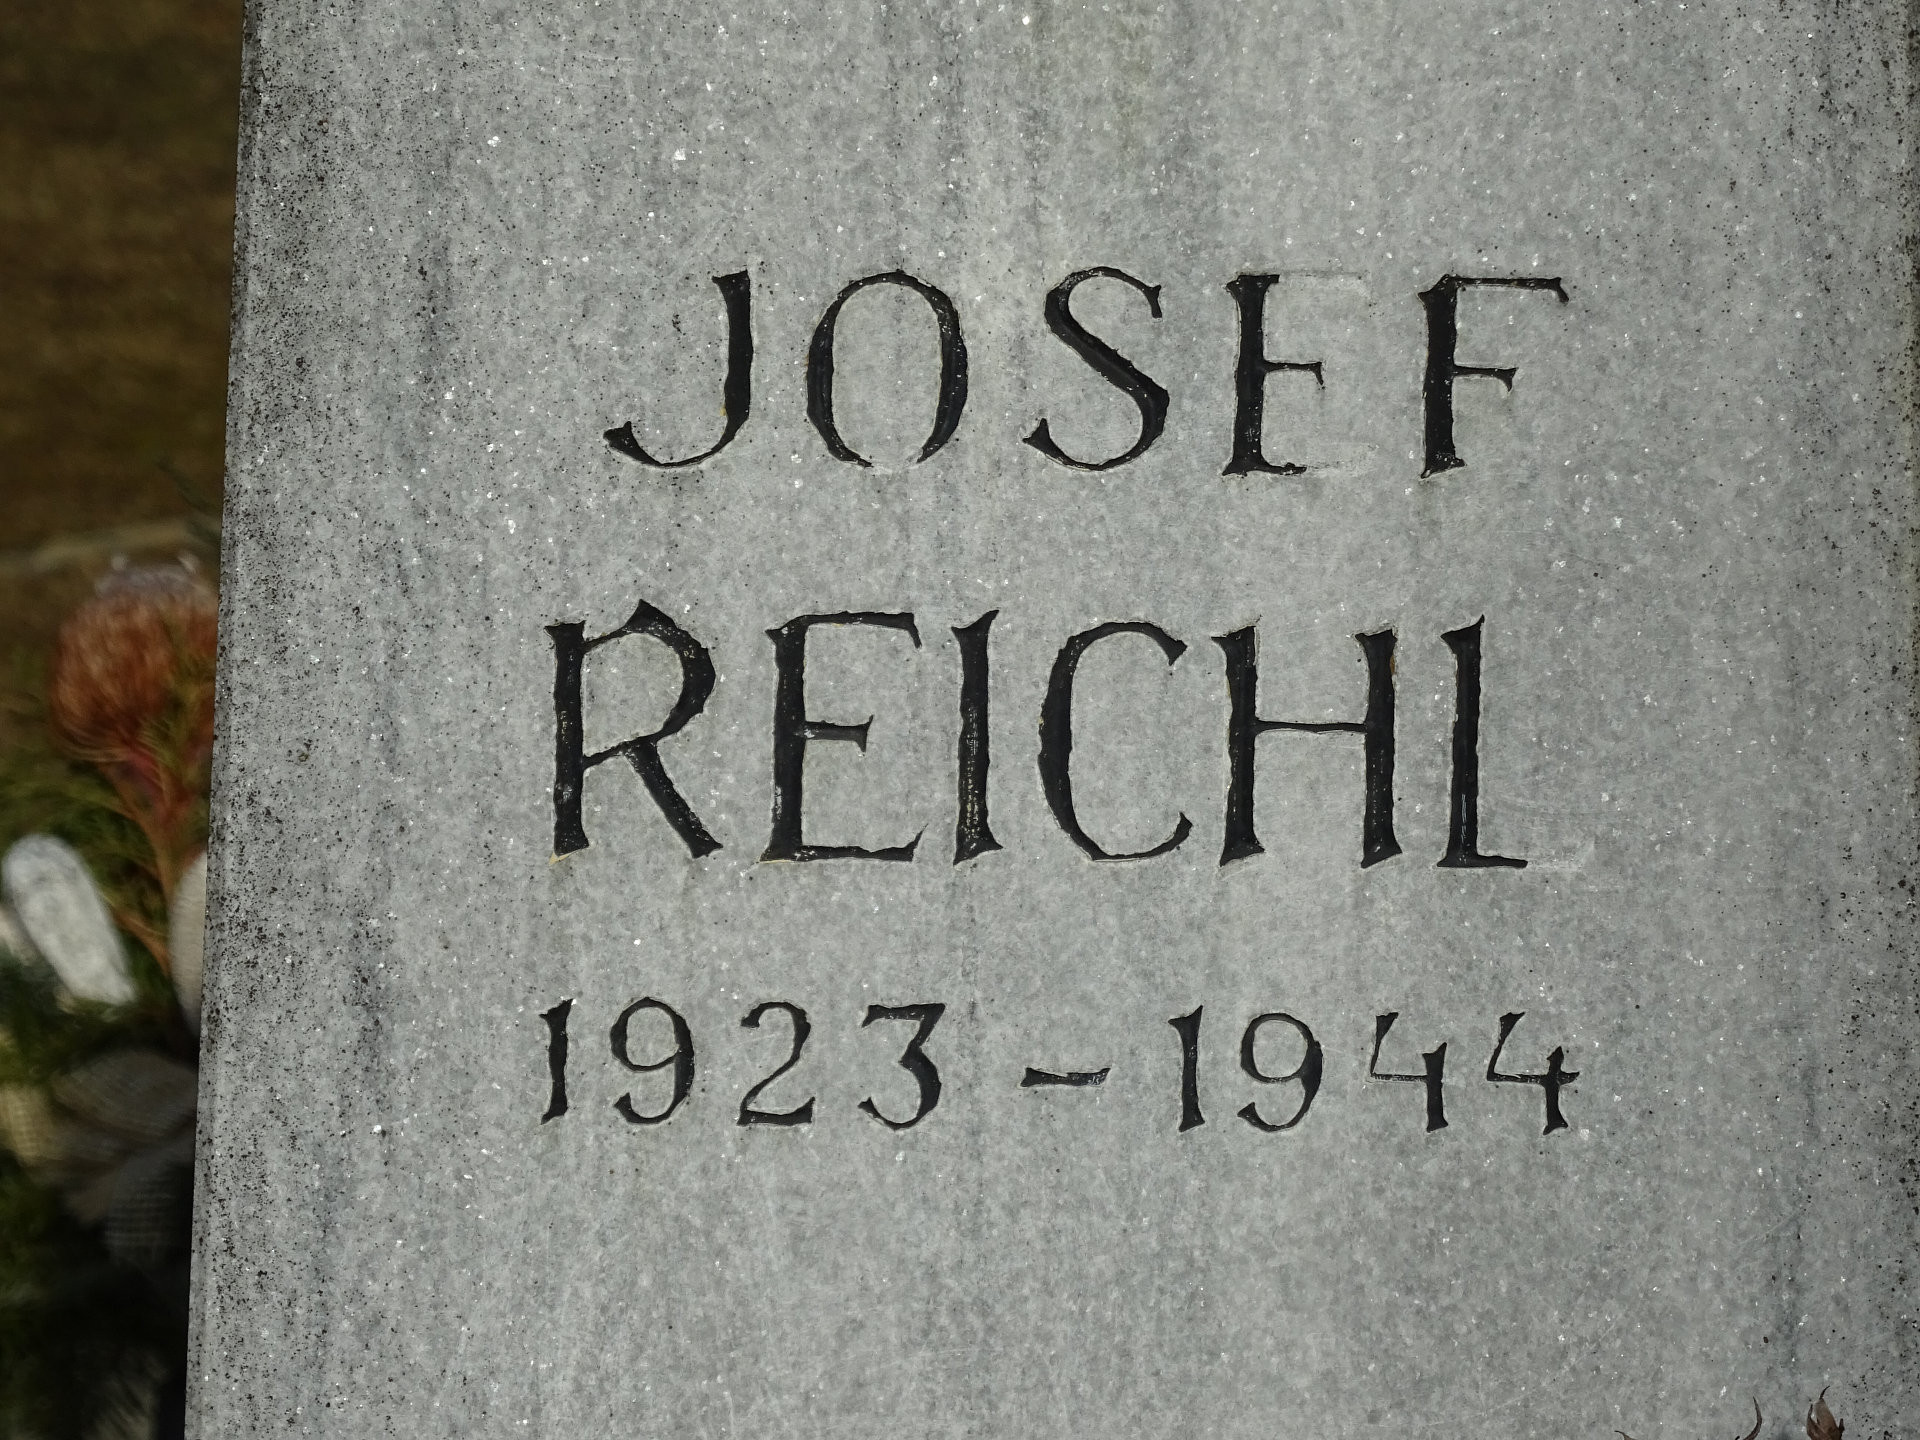 JOSEF
REICHL
1923 – 1944